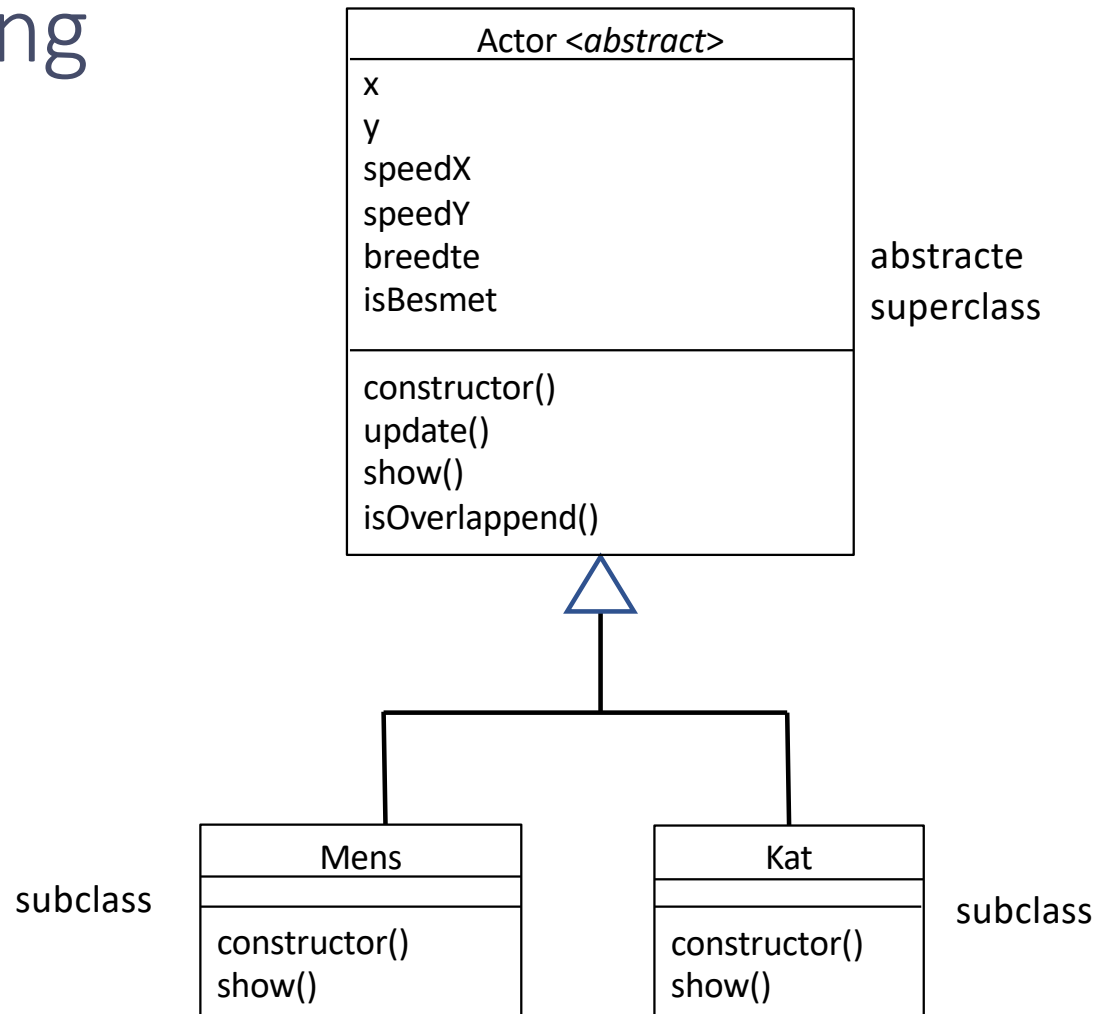 ng
Actor <abstract>
x
y
speedX
speedY
breedte
isBesmet
abstracte
superclass
constructor()
update()
show()
isOverlappend()
Mens
Kat
subclass
subclass
constructor()
show()
constructor()
show()